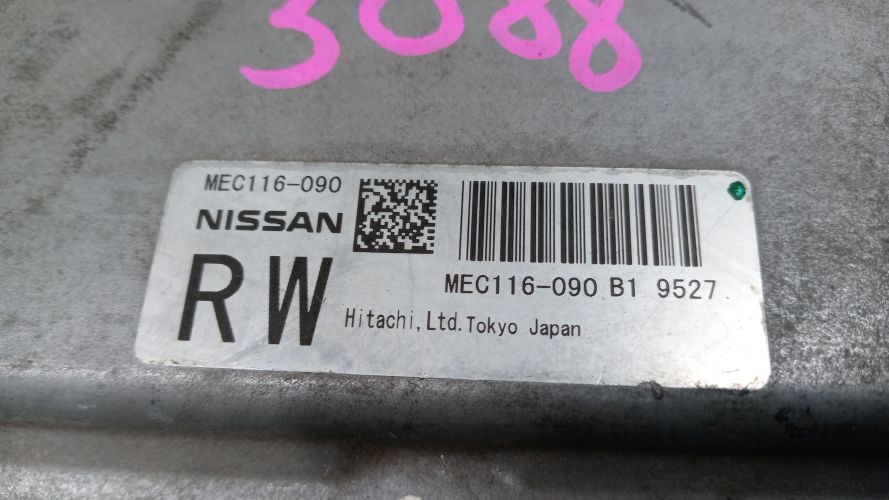 3088
MEC116-090
NISSAN
RW
MEC116-090 B1 9527
Hitachi,Ltd.Tokyo Japan